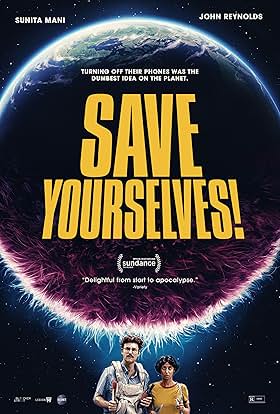 SUNITA MANI
JOHN REYNOLDS
TURNING OFF THEIR PHONES WAS THE
DUMBEST IDEA ON THE PLANET.
SAVE
YOURSELVES!
sundance
"Delightful from start to apocalypse."
-Variety
R